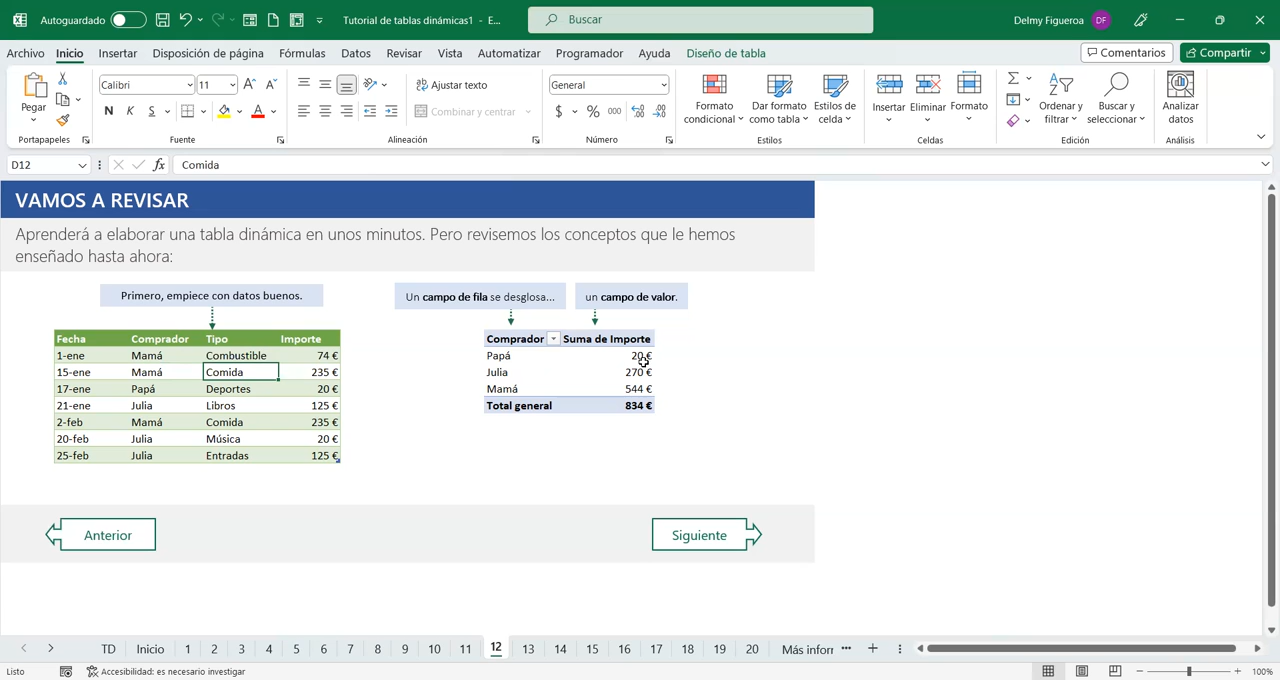 Autoguardado
Tutorial de tablas dinámicas1 - E...
Buscar
Delmy Figueroa
DF
Archivo Inicio Insertar Disposición de página Fórmulas Datos Revisar Vista Automatizar Programador Ayuda Diseño de tabla
Comentarios
Compartir
Pegar
Portapapeles
Calibri
11
N K S
Fuente
Ajustar texto
Combinar y centrar
Alineación
General
$ % 000
Número
Formato condicional
Dar formato como tabla
Estilos de celda
Estilos
Insertar
Eliminar
Formato
Celdas
Ordenar y filtrar
Buscar y seleccionar
Edición
Analizar datos
Análisis
D12
fx
Comida
VAMOS A REVISAR
Aprenderá a elaborar una tabla dinámica en unos minutos. Pero revisemos los conceptos que le hemos
enseñado hasta ahora:
Primero, empiece con datos buenos.
Fecha Comprador Tipo Importe
1-ene Mamá Combustible 74 €
15-ene Mamá Comida 235 €
17-ene Papá Deportes 20 €
21-ene Julia Libros 125 €
2-feb Mamá Comida 235 €
20-feb Julia Música 20 €
25-feb Julia Entradas 125 €
Un campo de fila se desglosa...
un campo de valor.
Comprador Suma de Importe
Papá 20 €
Julia 270 €
Mamá 544 €
Total general 834 €
Anterior
Siguiente
TD Inicio 1 2 3 4 5 6 7 8 9 10 11 12 13 14 15 16 17 18 19 20 Más inforr ...
Listo
Accesibilidad: es necesario investigar
100%